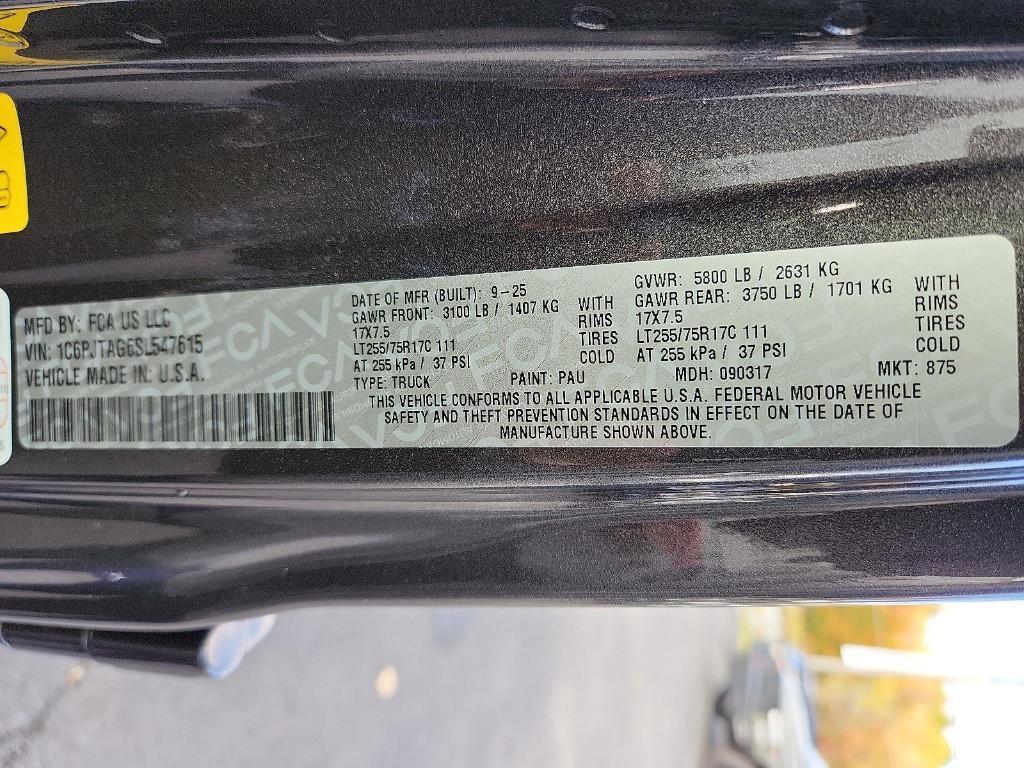 MFD BY: FCA US LLC
VIN: 1C6PJTAG6SL547615
VEHICLE MADE IN: U.S.A.
DATE OF MFR (BUILT): 9-25
GAWR FRONT: 3100 LB / 1407 KG WITH
17X7.5 RIMS
LT255/75R17C 111 TIRES
AT 255 kPa / 37 PSI COLD
GVWR: 5800 LB / 2631 KG
GAWR REAR: 3750 LB / 1701 KG WITH
17X7.5 RIMS
LT255/75R17C 111 TIRES
AT 255 kPa / 37 PSI COLD
TYPE: TRUCK PAINT: PAU MDH: 090317 MKT: 875
THIS VEHICLE CONFORMS TO ALL APPLICABLE U.S.A. FEDERAL MOTOR VEHICLE
SAFETY AND THEFT PREVENTION STANDARDS IN EFFECT ON THE DATE OF
MANUFACTURE SHOWN ABOVE.